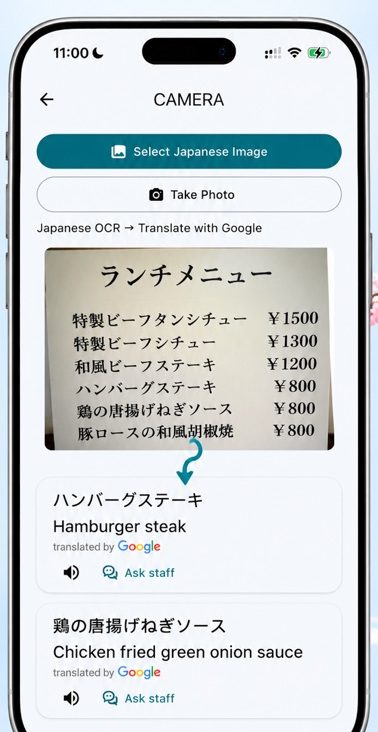 11:00
CAMERA
Select Japanese Image
Take Photo
Japanese OCR → Translate with Google
ランチメニュー
特製ビーフタンシチュー ￥1500
特製ビーフシチュー ￥1300
和風ビーフステーキ ￥1200
ハンバーグステーキ ￥800
鶏の唐揚げねぎソース ￥800
豚ロースの和風胡椒焼 ￥800
ハンバーグステーキ
Hamburger steak
translated by Google
Ask staff
鶏の唐揚げねぎソース
Chicken fried green onion sauce
translated by Google
Ask staff